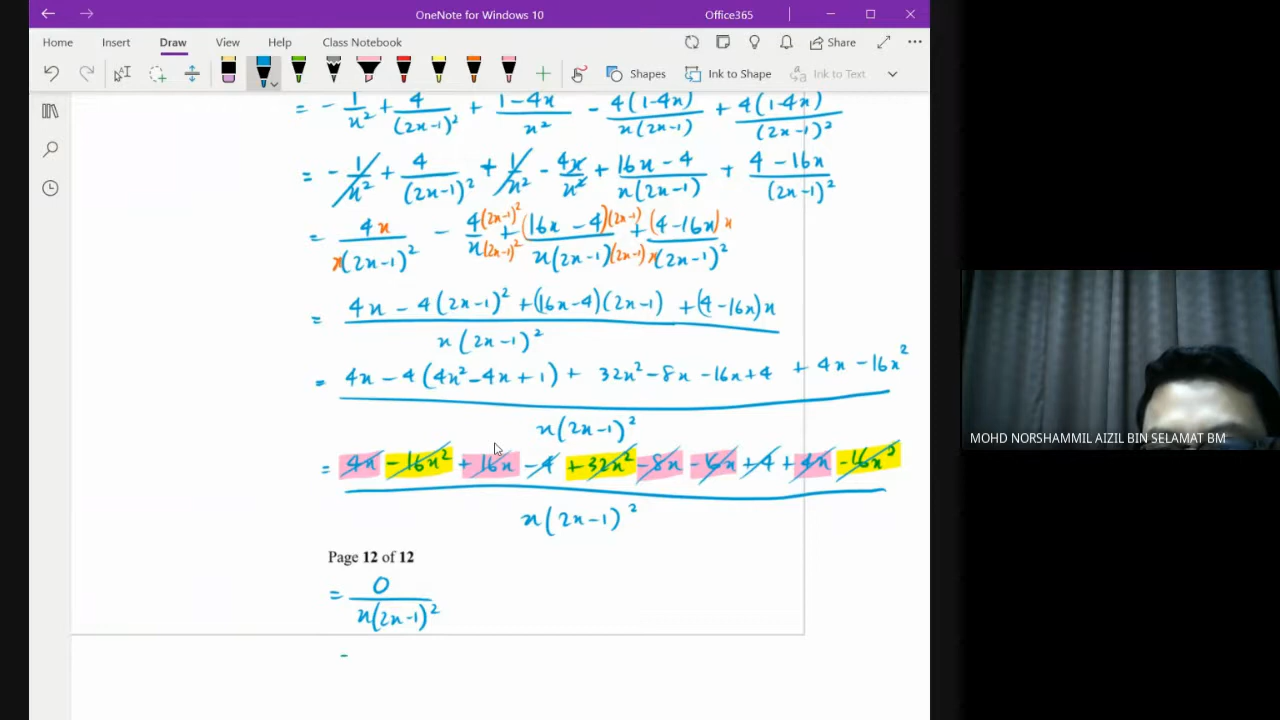 OneNote for Windows 10
Office365
Home Insert Draw View Help Class Notebook
Share
Shapes Ink to Shape Ink to Text
= - 1/x² + 4/(2x-1)² + (1-4x)/x² - 4(1-4x)/x(2x-1) + 4(1-4x)/(2x-1)²
= - 1/x² + 4/(2x-1)² + 1/x² - 4x/x² + (16x-4)/x(2x-1) + (4-16x)/(2x-1)²
= 4x/x(2x-1)² - 4(2x-1)²/x(2x-1)² + (16x-4)(2x-1)/x(2x-1)(2x-1) + (4-16x)x/x(2x-1)²
= 4x - 4(2x-1)² + (16x-4)(2x-1) + (4-16x)x
x(2x-1)²
= 4x - 4(4x²-4x+1) + 32x²-8x-16x+4 + 4x-16x²
x(2x-1)²
= 4x -16x² +16x -4 +32x² -8x -16x +4 +4x -16x²
x(2x-1)²
Page 12 of 12
= 0
x(2x-1)²
MOHD NORSHAMMIL AIZIL BIN SELAMAT BM